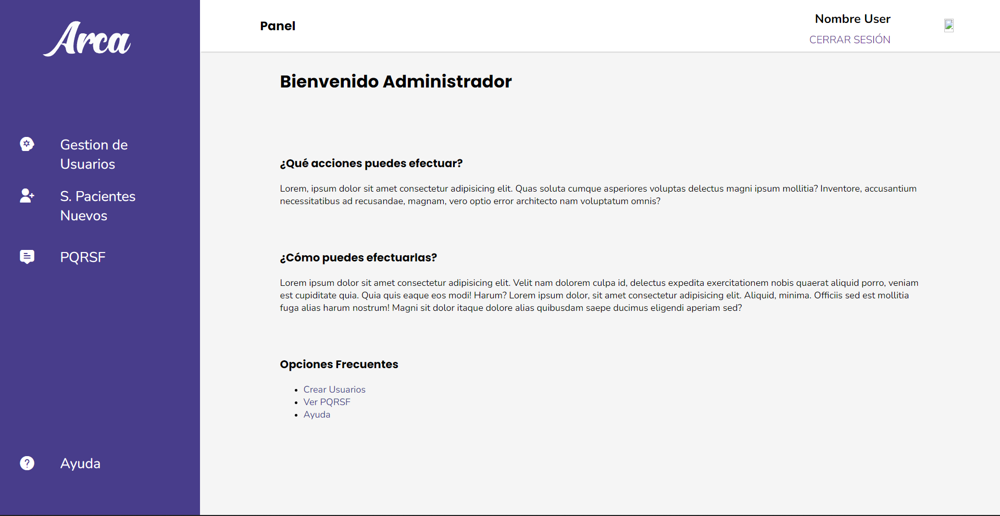 Arca
Gestion de
Usuarios
S. Pacientes
Nuevos
PQRSF
Ayuda
Panel
Nombre User
CERRAR SESIÓN
Bienvenido Administrador
¿Qué acciones puedes efectuar?
Lorem, ipsum dolor sit amet consectetur adipisicing elit. Quas soluta cumque asperiores voluptas delectus magni ipsum mollitia? Inventore, accusantium
necessitatibus ad recusandae, magnam, vero optio error architecto nam voluptatum omnis?
¿Cómo puedes efectuarlas?
Lorem ipsum dolor sit amet consectetur adipisicing elit. Velit nam dolorem culpa id, delectus expedita exercitationem nobis quaerat aliquid porro, veniam
est cupiditate quia. Quia quis eaque eos modi! Harum? Lorem ipsum dolor, sit amet consectetur adipisicing elit. Aliquid, minima. Officiis sed est mollitia
fuga alias harum nostrum! Magni sit dolor itaque dolore alias quibusdam saepe ducimus eligendi aperiam sed?
Opciones Frecuentes
• Crear Usuarios
• Ver PQRSF
• Ayuda